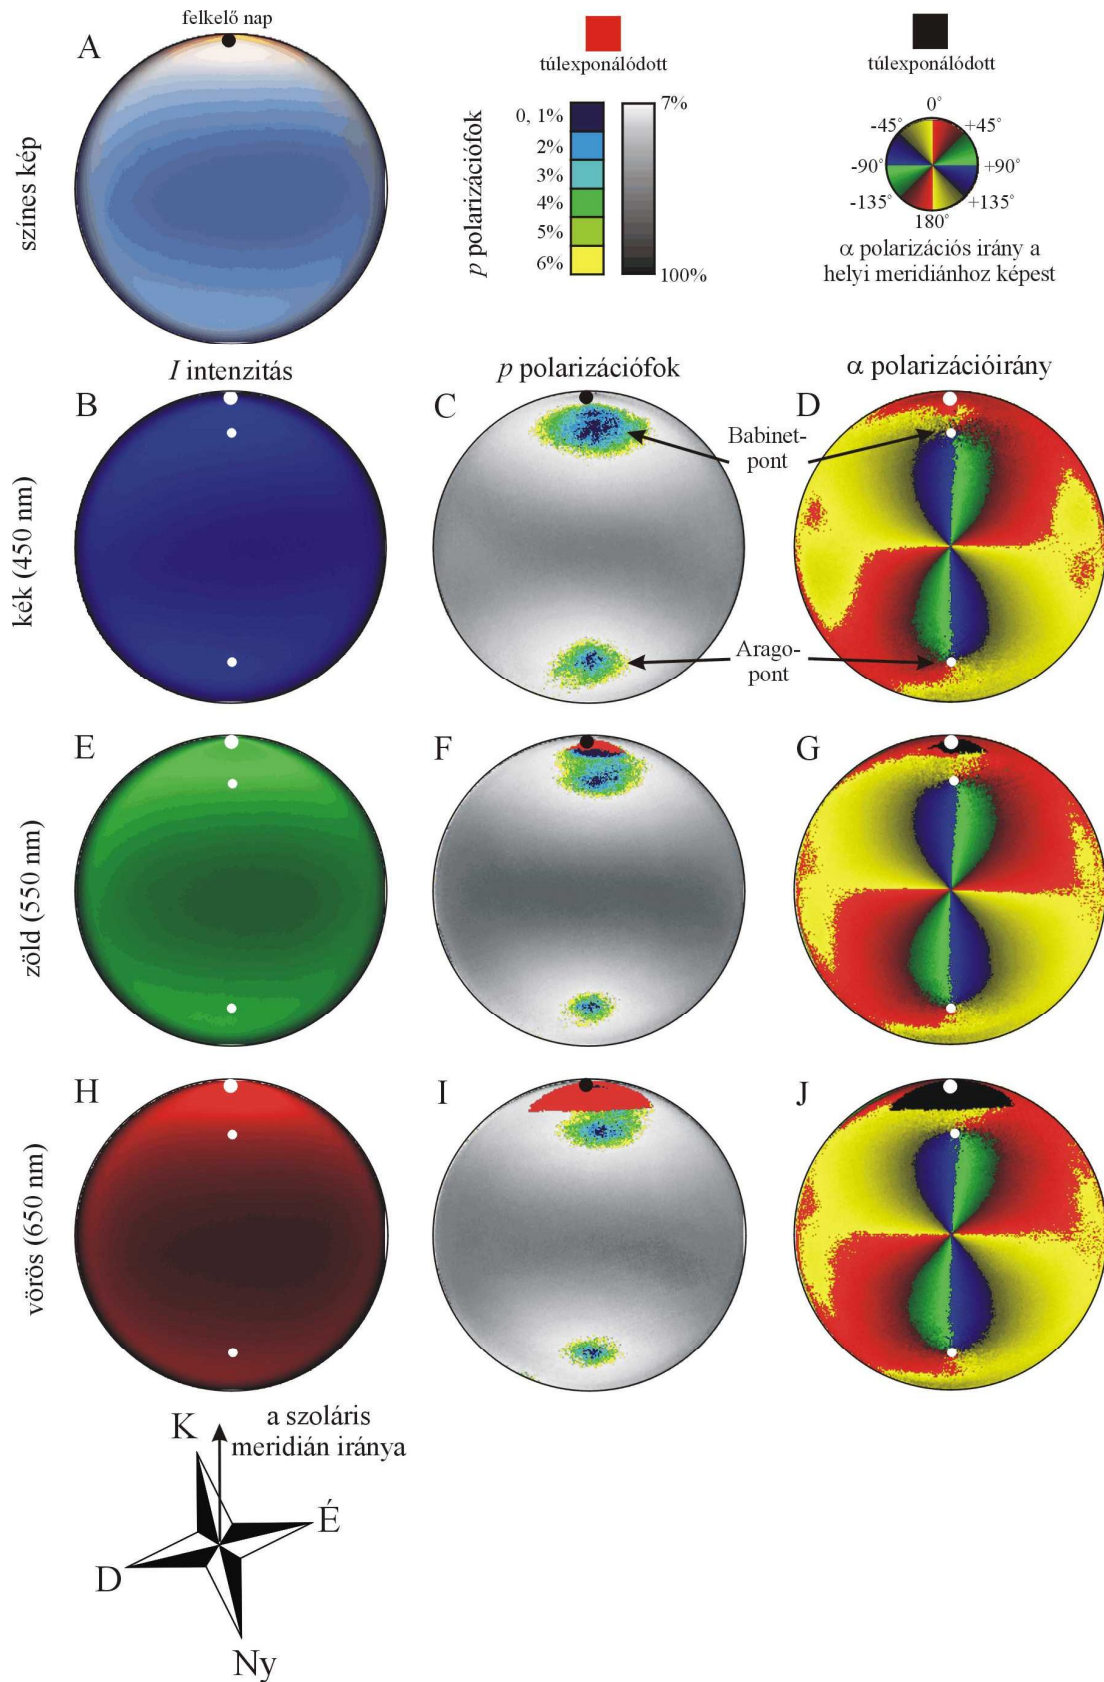 felkelő nap
A
színes kép
túlexponálódott
p polarizációfok
0, 1%
2%
3%
4%
5%
6%
7%
100%
túlexponálódott
0°
-45°
+45°
-90°
+90°
-135°
+135°
180°
α polarizációs irány a
helyi meridiánhoz képest
I intenzitás
p polarizációfok
α polarizációirány
kék (450 nm)
B
C
D
Babinet-
pont
Arago-
pont
zöld (550 nm)
E
F
G
vörös (650 nm)
H
I
J
a szoláris
meridián iránya
K
É
D
Ny